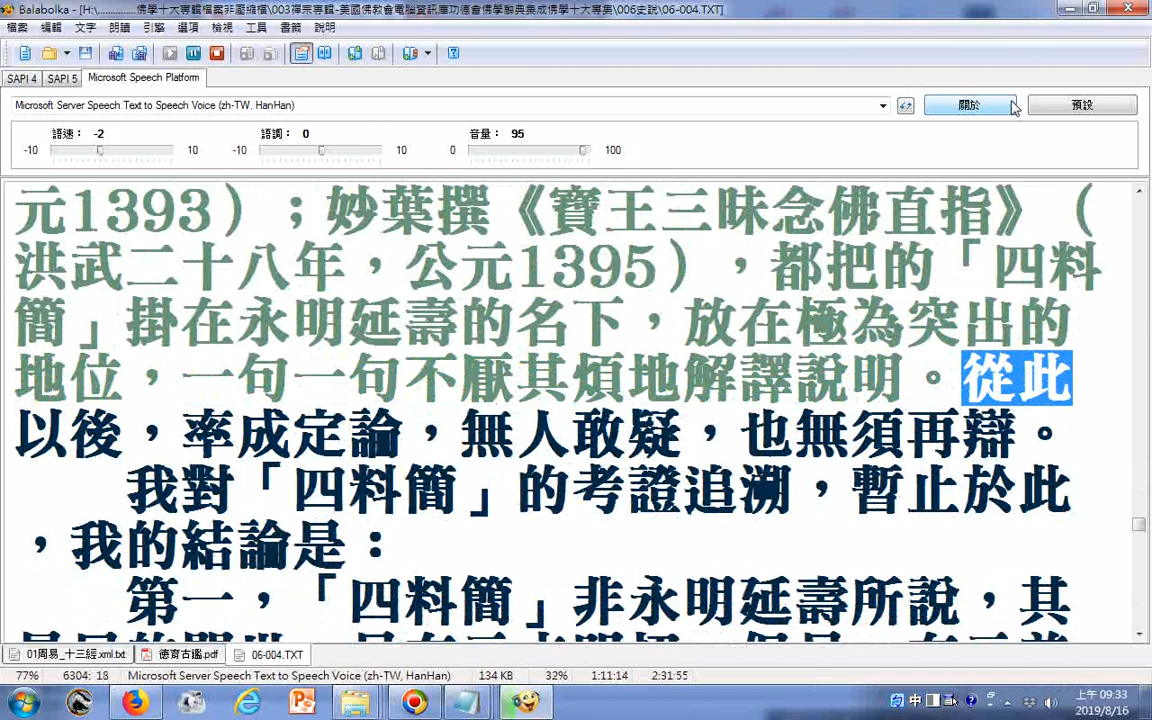 Balabolka - [H:\...............佛學十大專輯檔案非壓縮檔\003禪宗專輯-美國佛教會電腦資訊庫功德會佛學辭典集成佛學十大專集\006史說\06-004.TXT]
檔案 編輯 文字 朗讀 引擎 選項 檢視 工具 書籤 說明
SAPI 4 SAPI 5 Microsoft Speech Platform
Microsoft Server Speech Text to Speech Voice (zh-TW, HanHan) 關於 預設
語速： -2 語調： 0 音量： 95
-10 10 -10 10 0 100
元1393）；妙葉撰《寶王三昧念佛直指》（
洪武二十八年，公元1395），都把的「四料
簡」掛在永明延壽的名下，放在極為突出的
地位，一句一句不厭其煩地解譯說明。從此
以後，率成定論，無人敢疑，也無須再辯。
我對「四料簡」的考證追溯，暫止於此
，我的結論是：
第一，「四料簡」非永明延壽所說，其
01周易_十三經.xml.txt 德育古鑑.pdf 06-004.TXT
77% 6304: 18 Microsoft Server Speech Text to Speech Voice (zh-TW, HanHan) 134 KB 32% 1:11:14 2:31:55
中 上午 09:33
2019/8/16